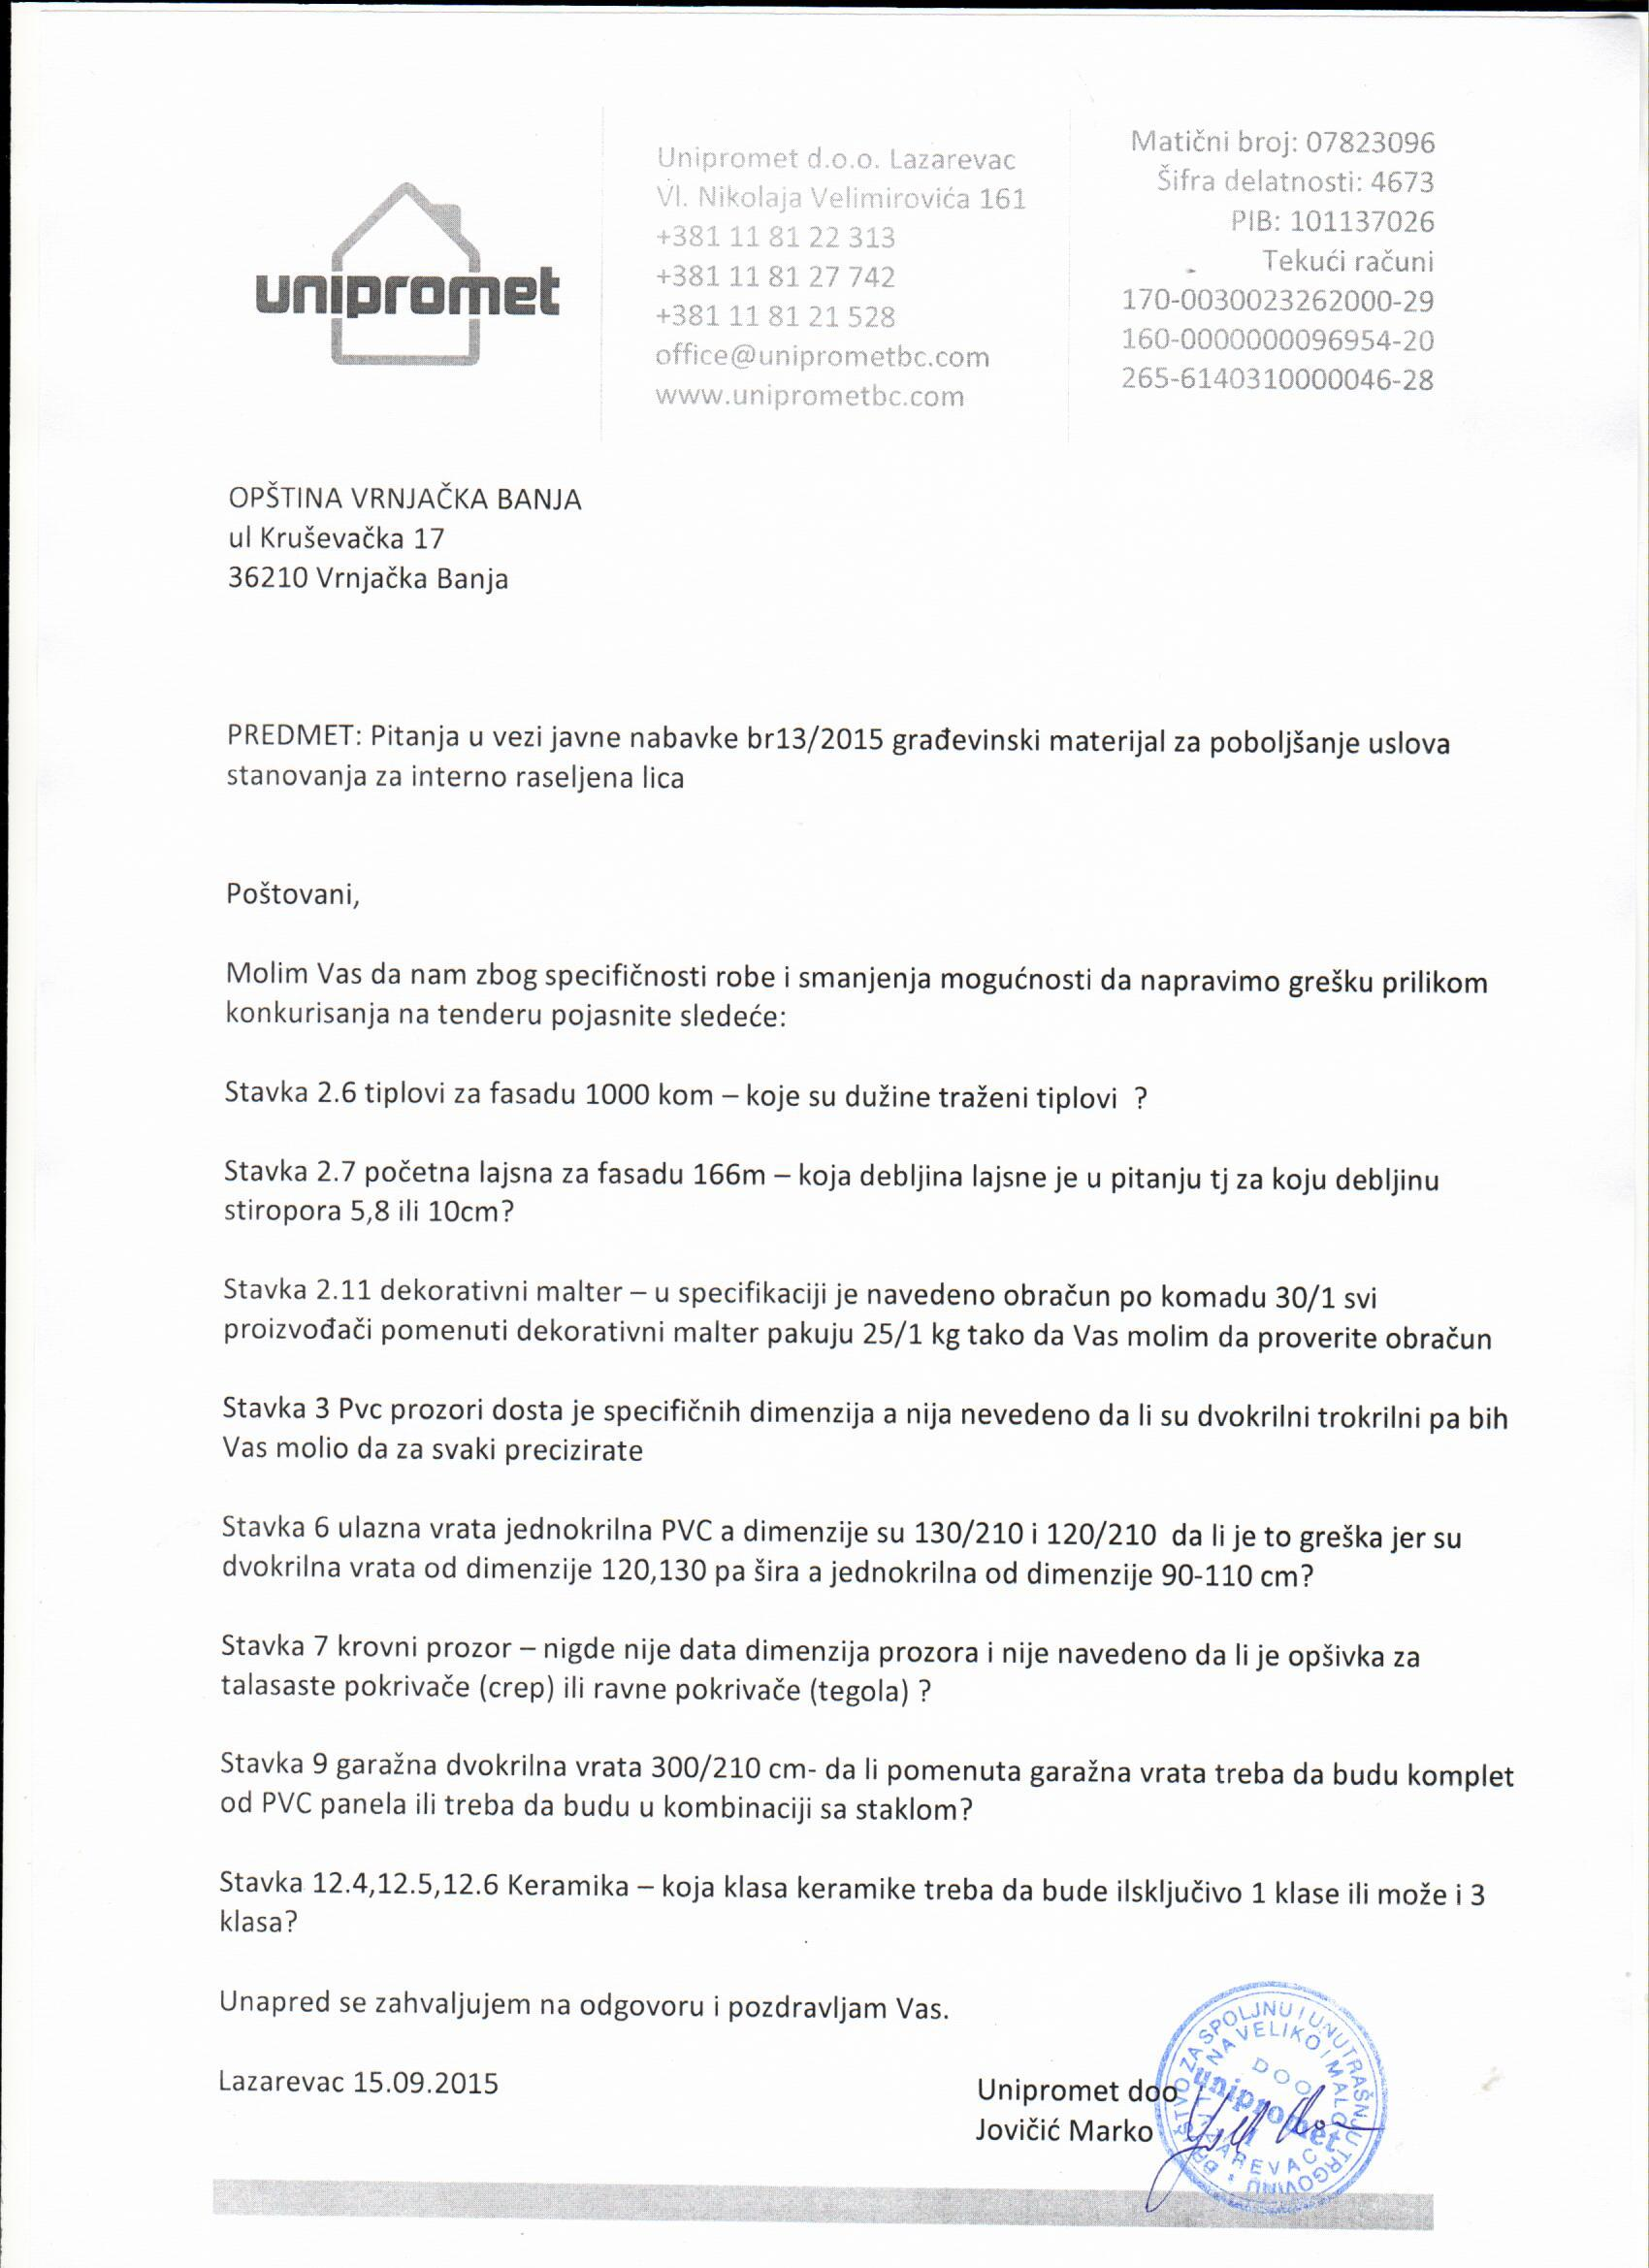 unipromet
Unipromet d.o.o. Lazarevac
Vl. Nikolaja Velimirovića 161
+381 11 81 22 313
+381 11 81 27 742
+381 11 81 21 528
office@uniprometbc.com
www.uniprometbc.com
Matični broj: 07823096
Šifra delatnosti: 4673
PIB: 101137026
Tekući računi
170-0030023262000-29
160-0000000096954-20
265-6140310000046-28
OPŠTINA VRNJAČKA BANJA
ul Kruševačka 17
36210 Vrnjačka Banja
PREDMET: Pitanja u vezi javne nabavke br13/2015 građevinski materijal za poboljšanje uslova
stanovanja za interno raseljena lica
Poštovani,
Molim Vas da nam zbog specifičnosti robe i smanjenja mogućnosti da napravimo grešku prilikom
konkurisanja na tenderu pojasnite sledeće:
Stavka 2.6 tiplovi za fasadu 1000 kom – koje su dužine traženi tiplovi ?
Stavka 2.7 početna lajsna za fasadu 166m – koja debljina lajsne je u pitanju tj za koju debljinu
stiropora 5,8 ili 10cm?
Stavka 2.11 dekorativni malter – u specifikaciji je navedeno obračun po komadu 30/1 svi
proizvođači pomenuti dekorativni malter pakuju 25/1 kg tako da Vas molim da proverite obračun
Stavka 3 Pvc prozori dosta je specifičnih dimenzija a nija nevedeno da li su dvokrilni trokrilni pa bih
Vas molio da za svaki precizirate
Stavka 6 ulazna vrata jednokrilna PVC a dimenzije su 130/210 i 120/210 da li je to greška jer su
dvokrilna vrata od dimenzije 120,130 pa šira a jednokrilna od dimenzije 90-110 cm?
Stavka 7 krovni prozor – nigde nije data dimenzija prozora i nije navedeno da li je opšivka za
talasaste pokrivače (crep) ili ravne pokrivače (tegola) ?
Stavka 9 garažna dvokrilna vrata 300/210 cm- da li pomenuta garažna vrata treba da budu komplet
od PVC panela ili treba da budu u kombinaciji sa staklom?
Stavka 12.4,12.5,12.6 Keramika – koja klasa keramike treba da bude ilsključivo 1 klase ili može i 3
klasa?
Unapred se zahvaljujem na odgovoru i pozdravljam Vas.
Lazarevac 15.09.2015
Unipromet doo
Jovičić Marko
ZA SPOLJNU I UNUTRAŠNJU TRGOVINU
NA VELIKO I MALO
DOO
unipromet